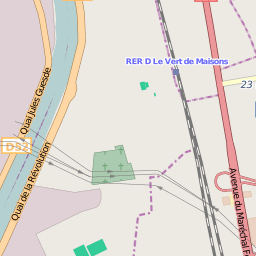 RER D Le Vert de Maisons
Quai Jules Guesde
23
D52
Quai de la Révolution
Avenue du Maréchal F